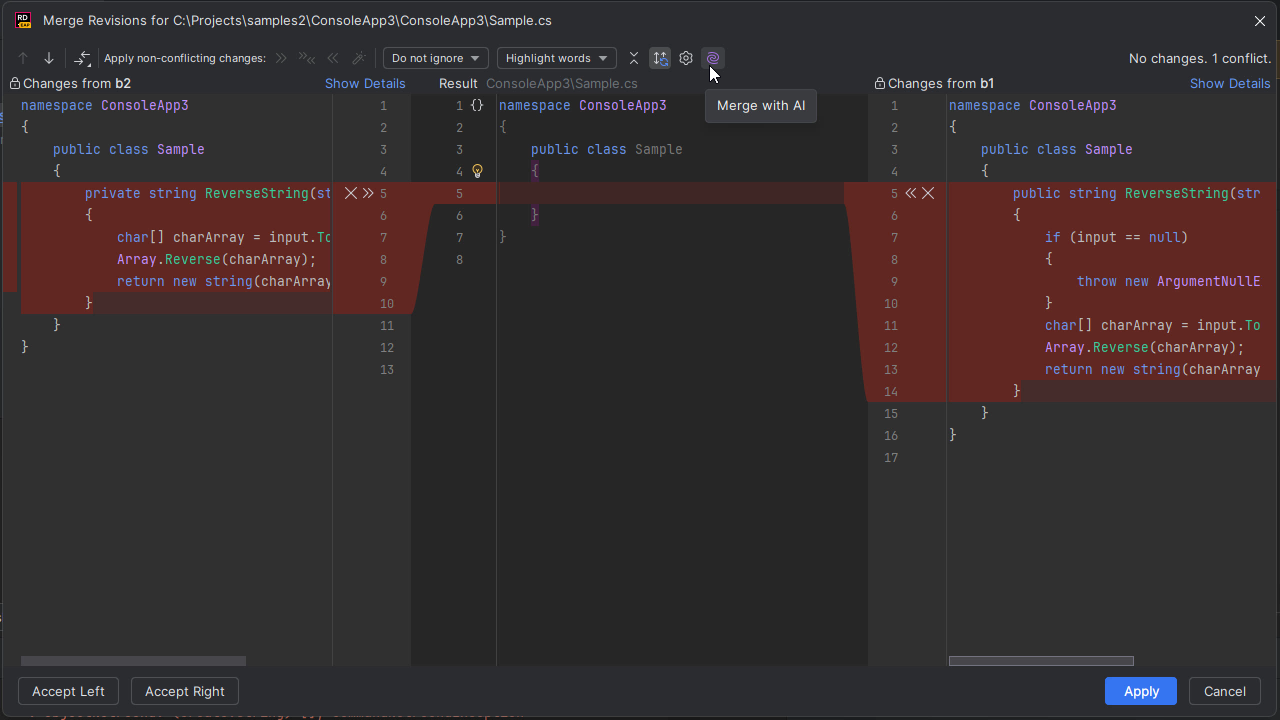 RD
Merge Revisions for C:\Projects\samples2\ConsoleApp3\ConsoleApp3\Sample.cs
Apply non-conflicting changes:
Do not ignore
Highlight words
No changes. 1 conflict.
Merge with AI
Changes from b2
Show Details
1
2
3
4
5
6
7
8
9
10
11
12
13
namespace ConsoleApp3
{
public class Sample
{
private string ReverseString(st
{
char[] charArray = input.To
Array.Reverse(charArray);
return new string(charArray
}
}
}
Result ConsoleApp3\Sample.cs
1 {} namespace ConsoleApp3
2 {
3 public class Sample
4 {
5
6 }
7 }
8
Changes from b1
Show Details
1 namespace ConsoleApp3
2 {
3 public class Sample
4 {
5 public string ReverseString(str
6 {
7 if (input == null)
8 {
9 throw new ArgumentNullE
10 }
11 char[] charArray = input.To
12 Array.Reverse(charArray);
13 return new string(charArray
14 }
15 }
16 }
17
Accept Left
Accept Right
Apply
Cancel